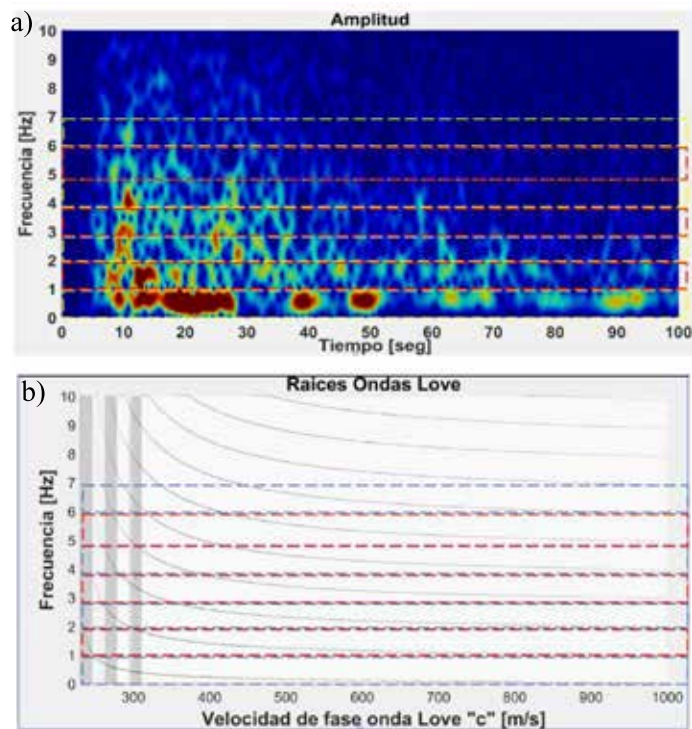 a)
Amplitud
10
9
8
7
6
5
4
3
2
1
0
Frecuencia [Hz]
0 10 20 30 40 50 60 70 80 90 100
Tiempo [seg]
b)
Raices Ondas Love
10
9
8
7
6
5
4
3
2
1
0
Frecuencia [Hz]
300 400 500 600 700 800 900 1000
Velocidad de fase onda Love "c" [m/s]